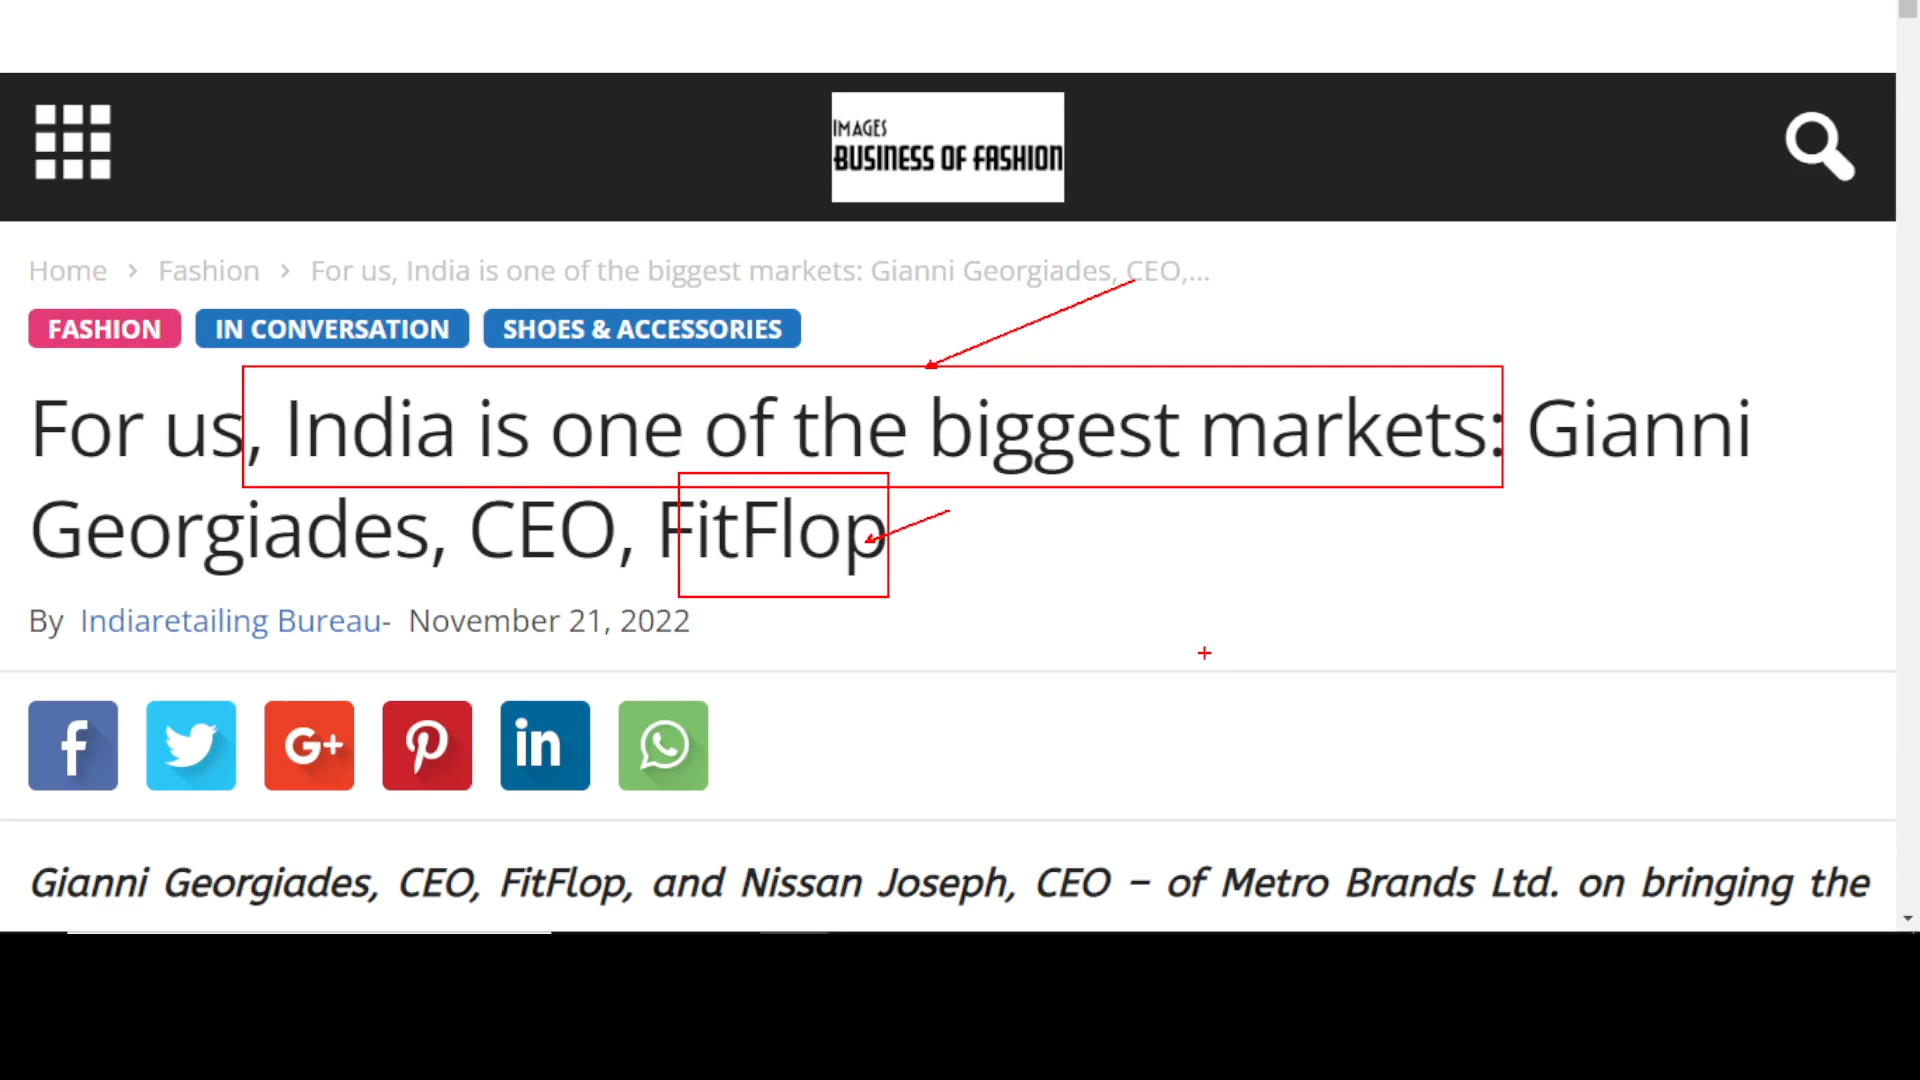 IMAGES
BUSINESS OF FASHION
Home > Fashion > For us, India is one of the biggest markets: Gianni Georgiades, CEO,...
FASHION IN CONVERSATION SHOES & ACCESSORIES
For us, India is one of the biggest markets: Gianni
Georgiades, CEO, FitFlop
By Indiaretailing Bureau- November 21, 2022
f G+ in
Gianni Georgiades, CEO, FitFlop, and Nissan Joseph, CEO – of Metro Brands Ltd. on bringing the